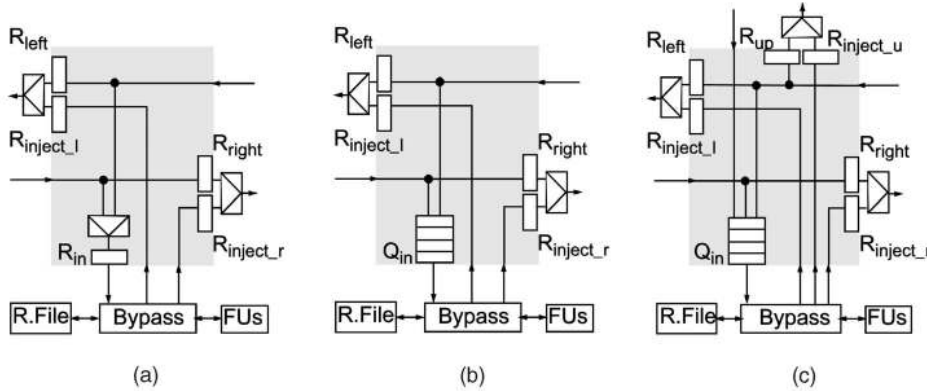 R_left
R_inject_l
R_right
R_in
R_inject_r
R.File
Bypass
FUs
(a)
R_left
R_inject_l
R_right
Q_in
R_inject_r
R.File
Bypass
FUs
(b)
R_left
R_up
R_inject_u
R_inject_l
R_right
Q_in
R_inject_r
R.File
Bypass
FUs
(c)